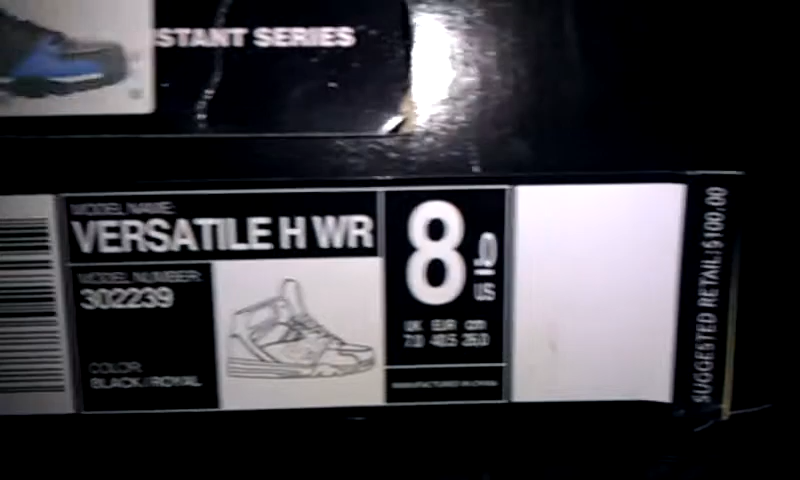 STANT SERIES
MODEL NAME:
VERSATILE H WR
MODEL NUMBER:
302239
COLOR:
BLACK/ROYAL
8.0
US
UK EUR cm
7.0 40.5 26.0
MANUFACTURED IN CHINA
SUGGESTED RETAIL:$100.00